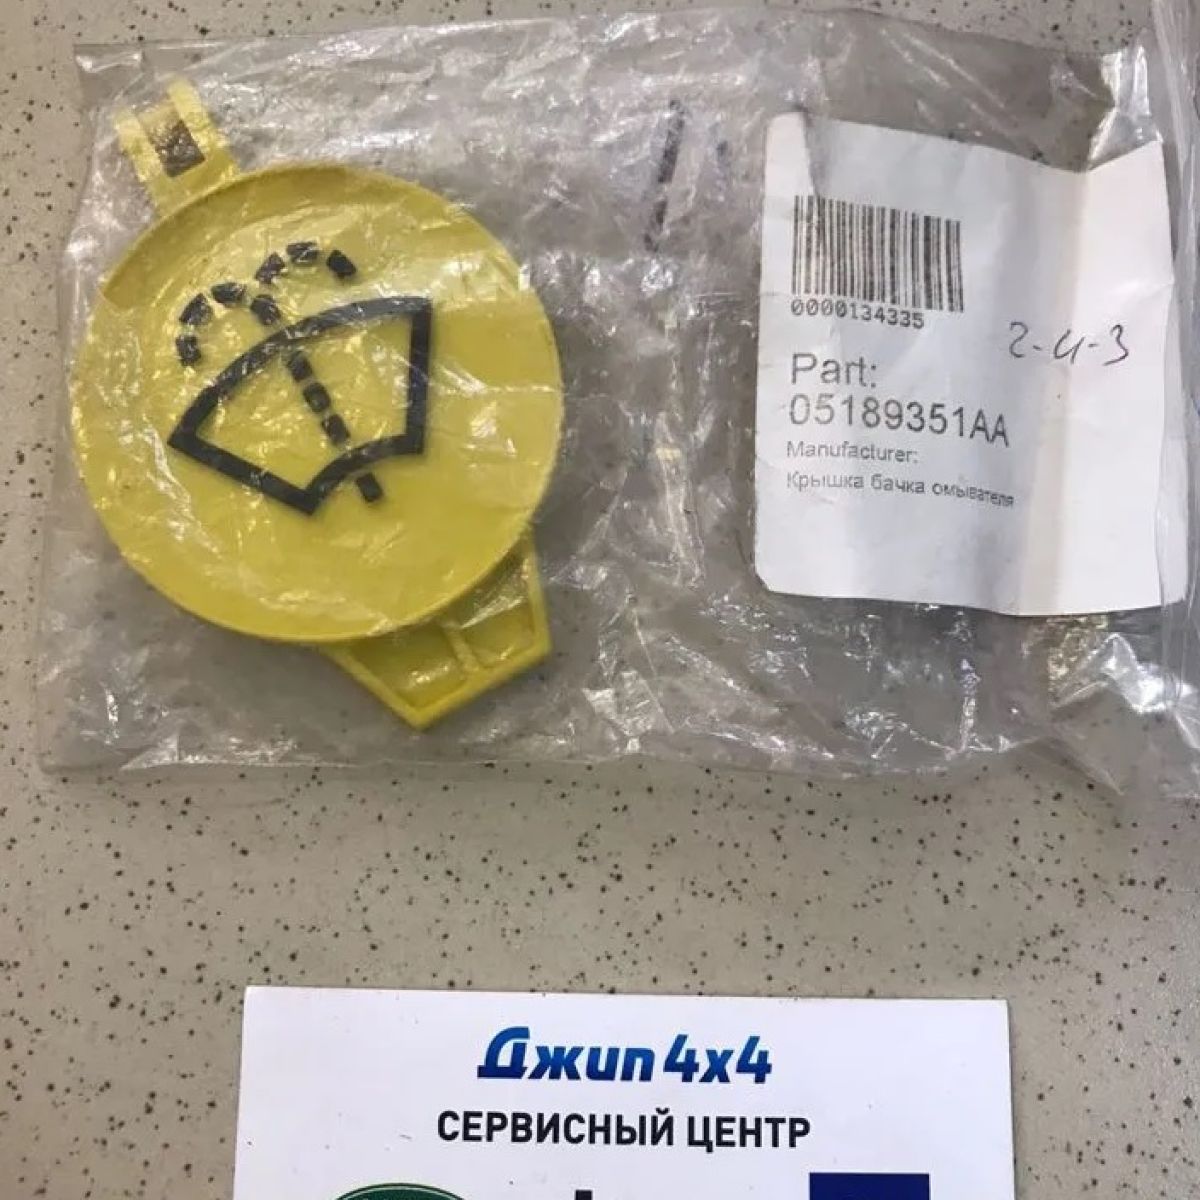 0000134335
2-4-3
Part:
05189351AA
Manufacturer:
Крышка бачка омывателя
Джип 4x4
СЕРВИСНЫЙ ЦЕНТР